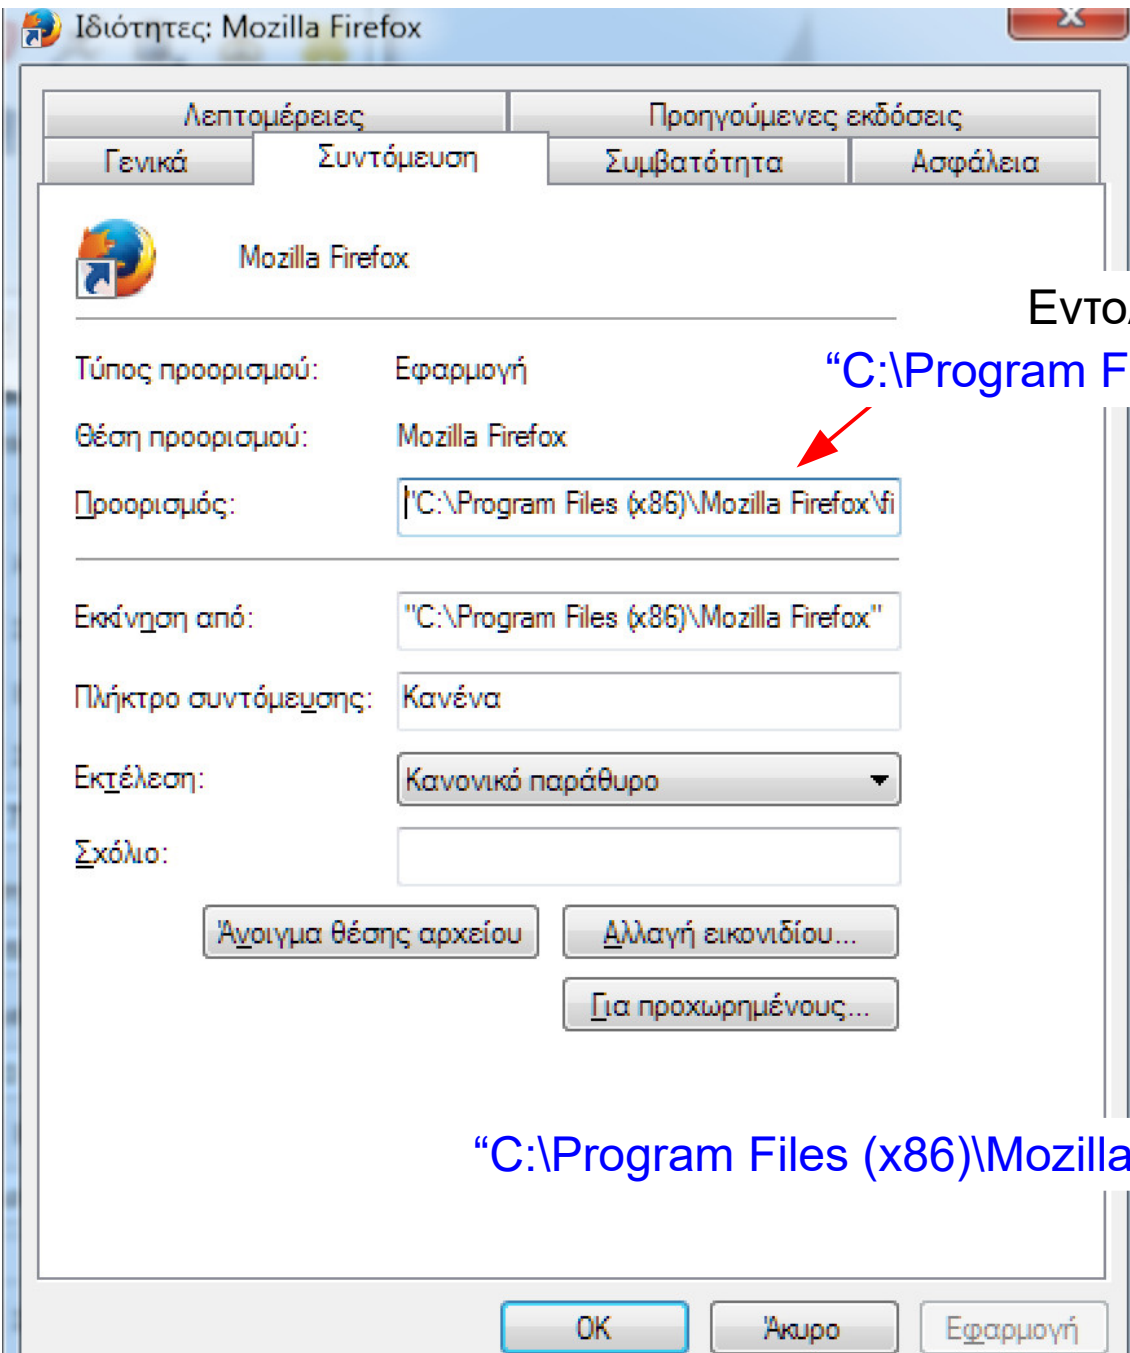 Ιδιότητες: Mozilla Firefox
Λεπτομέρειες Προηγούμενες εκδόσεις
Γενικά Συντόμευση Συμβατότητα Ασφάλεια
Mozilla Firefox
Εντο
Τύπος προορισμού: Εφαρμογή
“C:\Program F
Θέση προορισμού: Mozilla Firefox
Προορισμός: "C:\Program Files (x86)\Mozilla Firefox\fi
Εκκίνηση από: "C:\Program Files (x86)\Mozilla Firefox"
Πλήκτρο συντόμευσης: Κανένα
Εκτέλεση: Κανονικό παράθυρο
Σχόλιο:
Άνοιγμα θέσης αρχείου Αλλαγή εικονιδίου...
Για προχωρημένους...
“C:\Program Files (x86)\Mozilla
OK Άκυρο Εφαρμογή